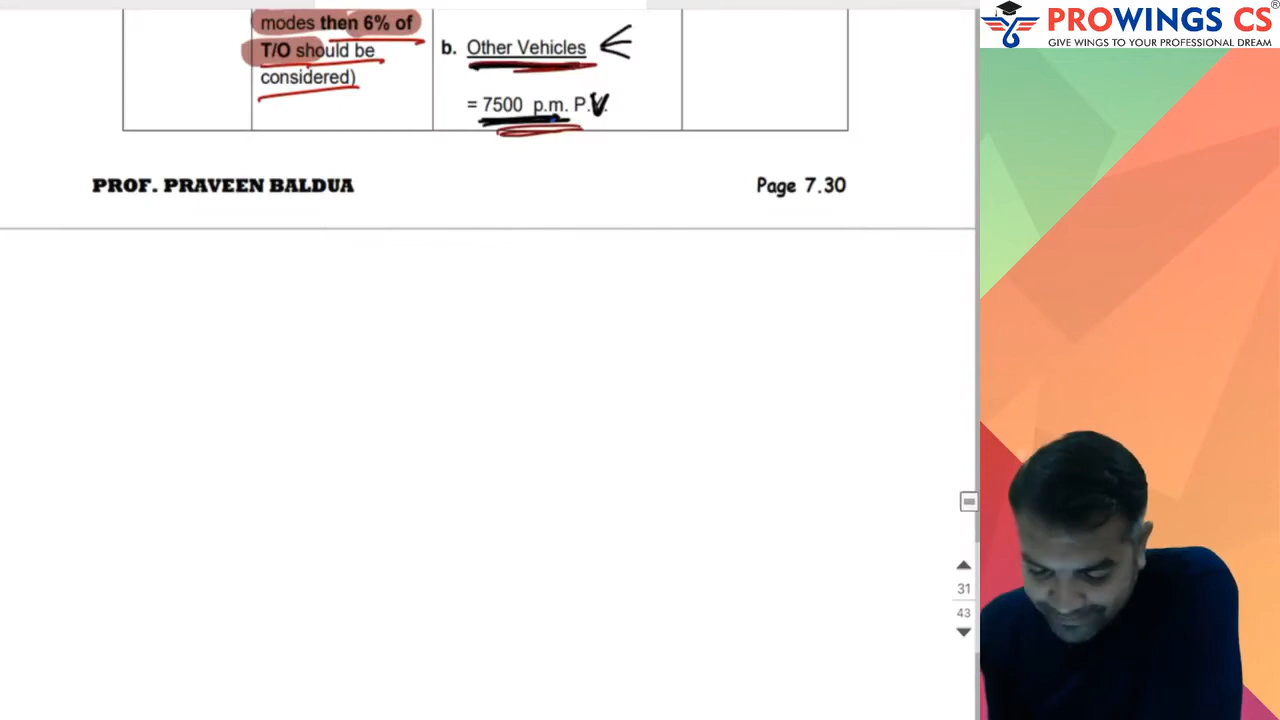 PROWINGS CS®
GIVE WINGS TO YOUR PROFESSIONAL DREAM
modes then 6% of
T/O should be
considered)
b. Other Vehicles
= 7500 p.m. P.V.
PROF. PRAVEEN BALDUA
Page 7.30
31
43